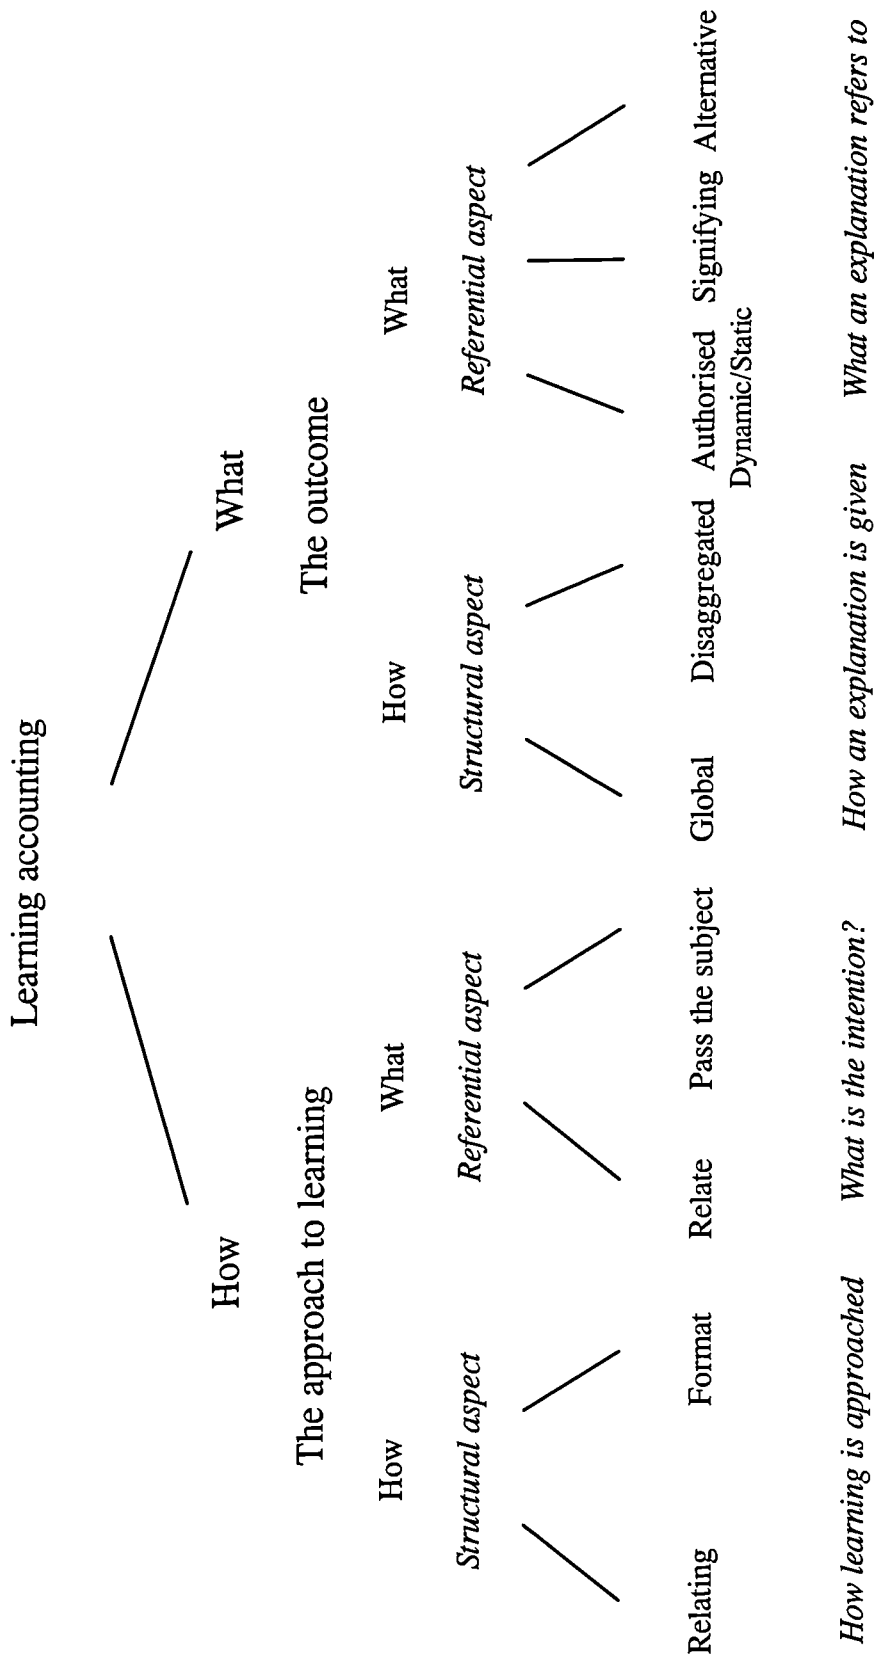 Learning accounting
How
What
The approach to learning
The outcome
How
What
How
What
Structural aspect
Referential aspect
Structural aspect
Referential aspect
Relating
Format
Relate
Pass the subject
Global
Disaggregated
Authorised
Signifying
Alternative
Dynamic/Static
How learning is approached
What is the intention?
How an explanation is given
What an explanation refers to